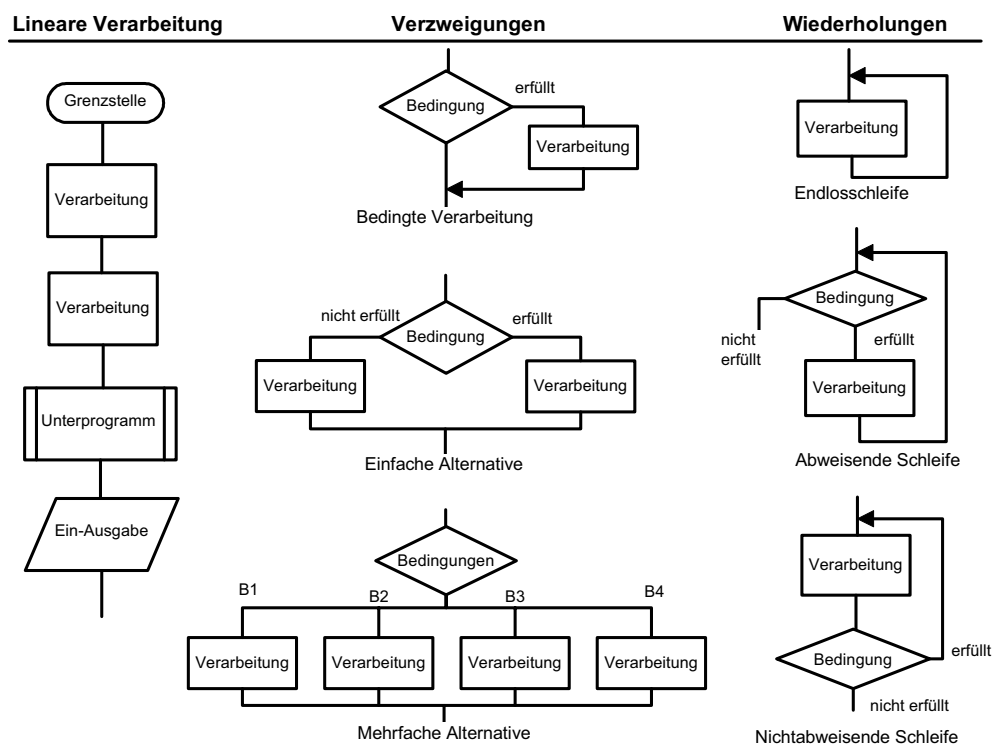 Lineare Verarbeitung
Verzweigungen
Wiederholungen
Grenzstelle
Verarbeitung
Verarbeitung
Unterprogramm
Ein-Ausgabe
Bedingung
erfüllt
Verarbeitung
Bedingte Verarbeitung
nicht erfüllt
Bedingung
erfüllt
Verarbeitung
Verarbeitung
Einfache Alternative
Bedingungen
B1
B2
B3
B4
Verarbeitung
Verarbeitung
Verarbeitung
Verarbeitung
Mehrfache Alternative
Verarbeitung
Endlosschleife
Bedingung
nicht
erfüllt
erfüllt
Verarbeitung
Abweisende Schleife
Verarbeitung
Bedingung
erfüllt
nicht erfüllt
Nichtabweisende Schleife